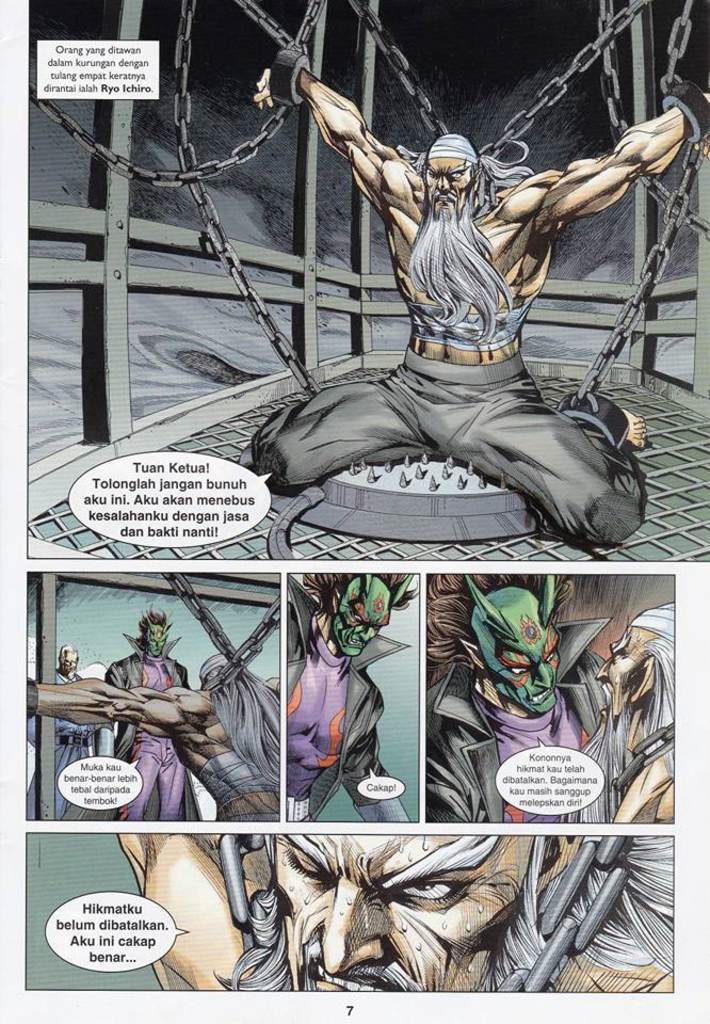 Orang yang ditawan
dalam kurungan dengan
tulang empat keratnya
dirantai ialah Ryo Ichiro.
Tuan Ketua!
Tolonglah jangan bunuh
aku ini. Aku akan menebus
kesalahanku dengan jasa
dan bakti nanti!
Muka kau
benar-benar lebih
tebal daripada
tembok!
Cakap!
Kononnya
hikmat kau telah
dibatalkan. Bagaimana
kau masih sanggup
melepskan diri!
Hikmatku
belum dibatalkan.
Aku ini cakap
benar...
7